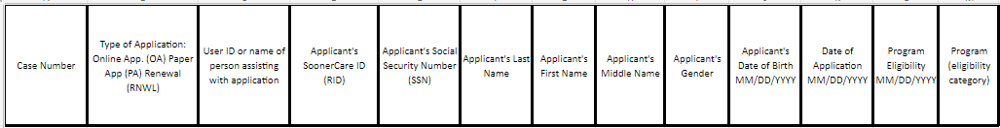 Case Number
Type of Application:
Online App. (OA) Paper
App (PA) Renewal
(RNWL)
User ID or name of
person assisting
with application
Applicant's
SoonerCare ID
(RID)
Applicant's Social
Security Number
(SSN)
Applicant's Last
Name
Applicant's
First Name
Applicant's
Middle Name
Applicant's
Gender
Applicant's
Date of Birth
MM/DD/YYYY
Date of
Application
MM/DD/YYYY
Program
Eligibility
MM/DD/YYYY
Program
(eligibility
category)